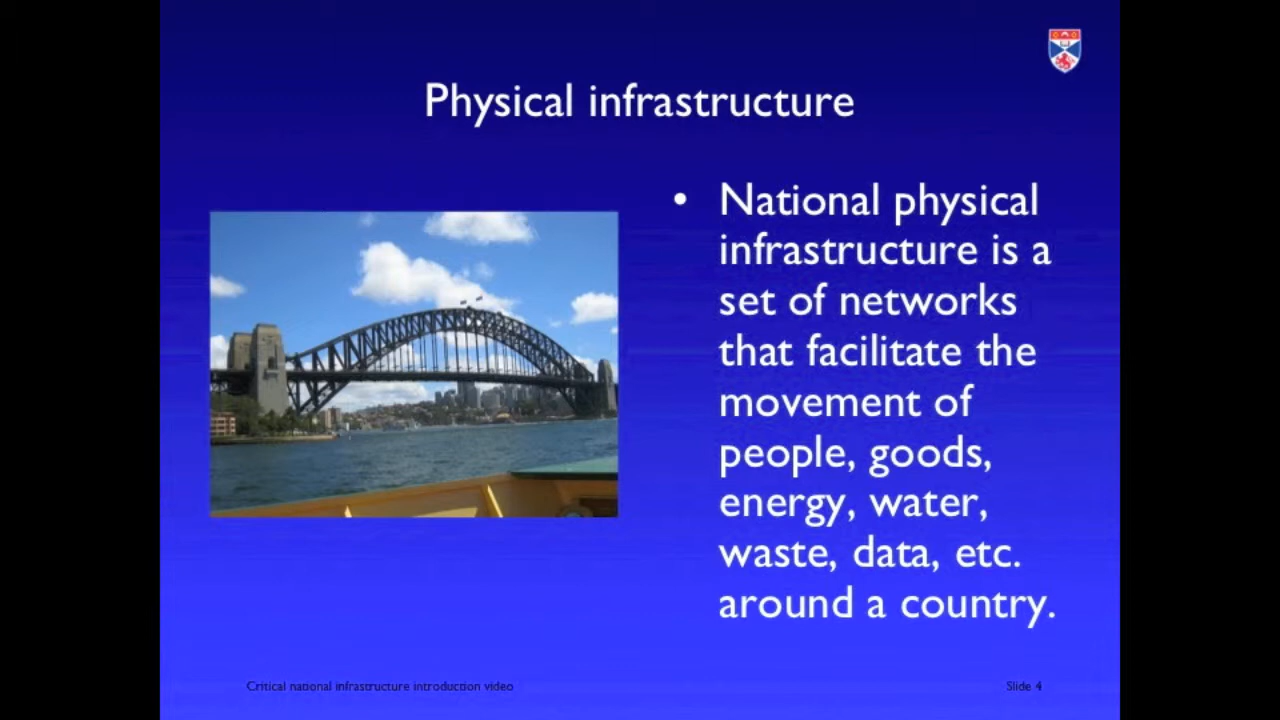 Physical infrastructure
• National physical
infrastructure is a
set of networks
that facilitate the
movement of
people, goods,
energy, water,
waste, data, etc.
around a country.
Critical national infrastructure introduction video
Slide 4